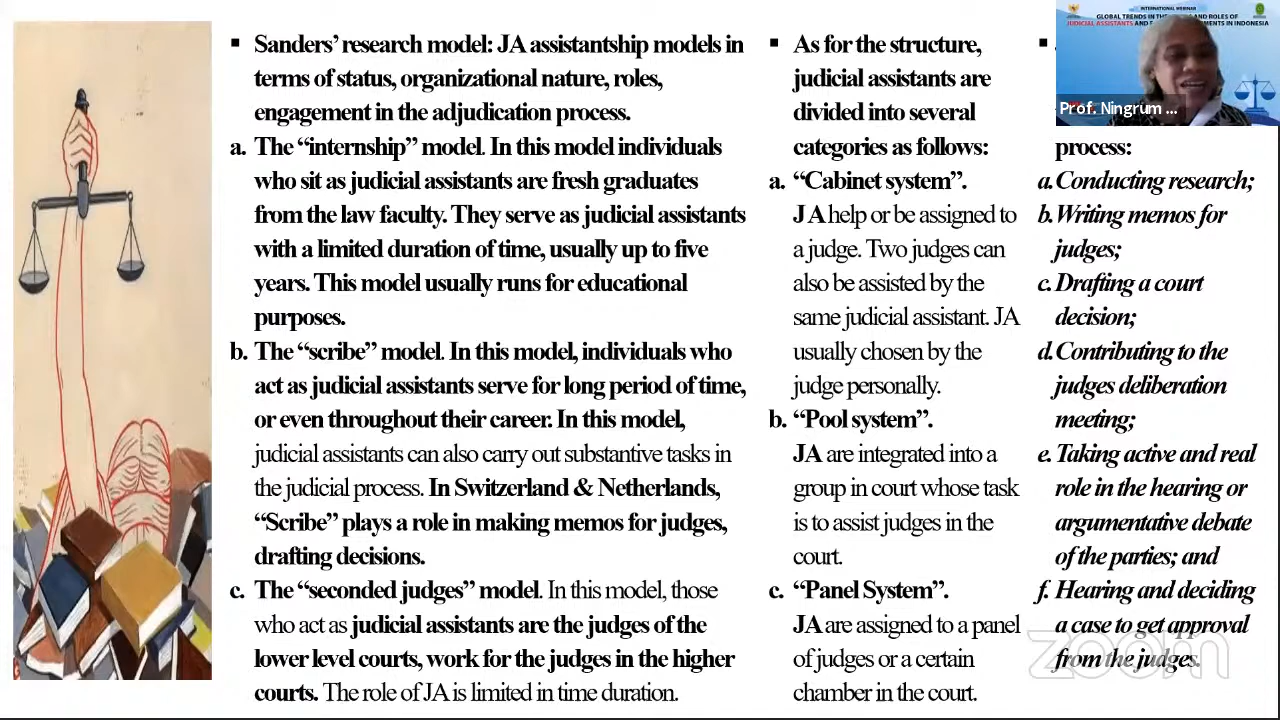 ▪ Sanders' research model: JA assistantship models in
terms of status, organizational nature, roles,
engagement in the adjudication process.
a. The “internship” model. In this model individuals
who sit as judicial assistants are fresh graduates
from the law faculty. They serve as judicial assistants
with a limited duration of time, usually up to five
years. This model usually runs for educational
purposes.
b. The “scribe” model. In this model, individuals who
act as judicial assistants serve for long period of time,
or even throughout their career. In this model,
judicial assistants can also carry out substantive tasks in
the judicial process. In Switzerland & Netherlands,
“Scribe” plays a role in making memos for judges,
drafting decisions.
c. The “seconded judges” model. In this model, those
who act as judicial assistants are the judges of the
lower level courts, work for the judges in the higher
courts. The role of JA is limited in time duration.
▪ As for the structure,
judicial assistants are
divided into several
categories as follows:
a. “Cabinet system”.
JA help or be assigned to
a judge. Two judges can
also be assisted by the
same judicial assistant. JA
usually chosen by the
judge personally.
b. “Pool system”.
JA are integrated into a
group in court whose task
is to assist judges in the
court.
c. “Panel System”.
JA are assigned to a panel
of judges or a certain
chamber in the court.
INTERNATIONAL SEMINAR
GLOBAL TRENDS IN THE AND ROLES OF
JUDICIAL ASSISTANTS AND IN INDONESIA
Prof. Ningrum ...
process:
a. Conducting research;
b. Writing memos for
judges;
c. Drafting a court
decision;
d. Contributing to the
judges deliberation
meeting;
e. Taking active and real
role in the hearing or
argumentative debate
of the parties; and
f. Hearing and deciding
a case to get approval
from the judges.
zoom